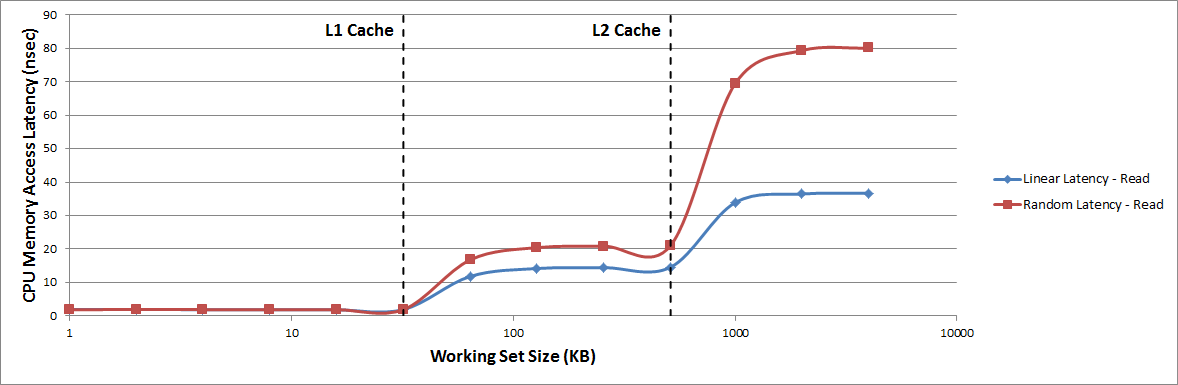 L1 Cache
L2 Cache
CPU Memory Access Latency (nsec)
90
80
70
60
50
40
30
20
10
0
1
10
100
1000
10000
Working Set Size (KB)
Linear Latency - Read
Random Latency - Read